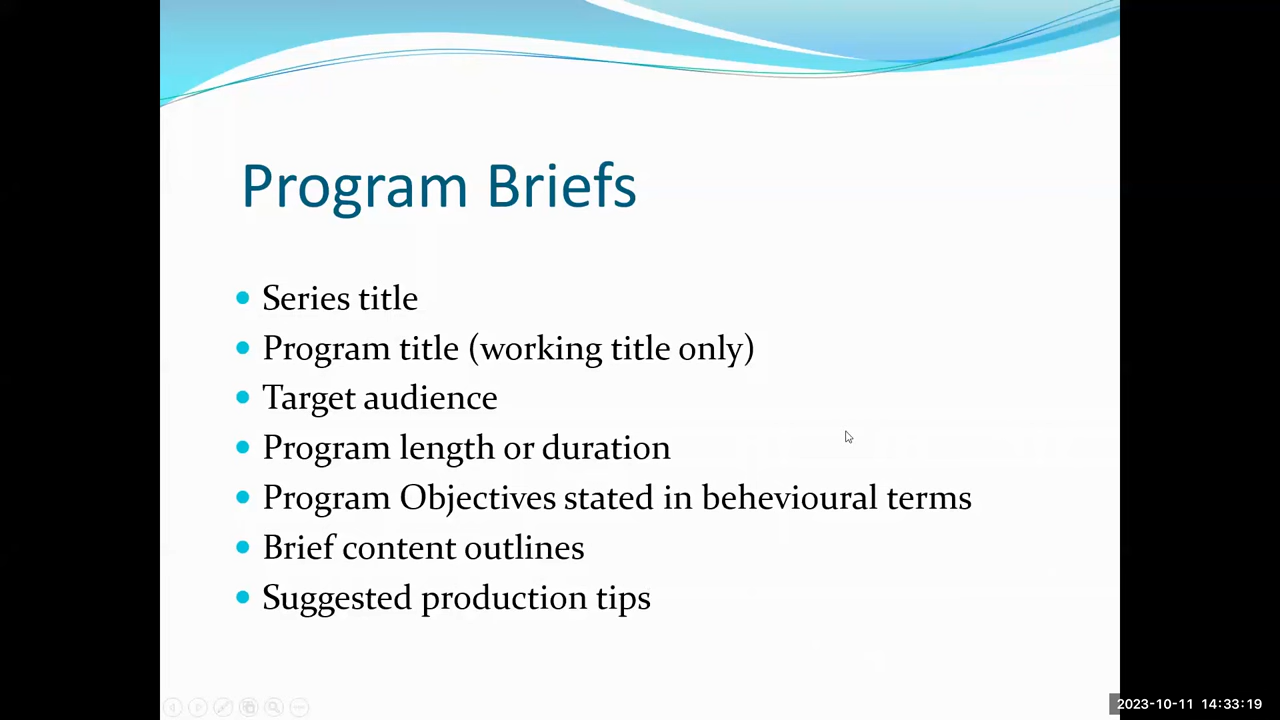 Program Briefs
Series title
Program title (working title only)
Target audience
Program length or duration
Program Objectives stated in behevioural terms
Brief content outlines
Suggested production tips
2023-10-11 14:33:19